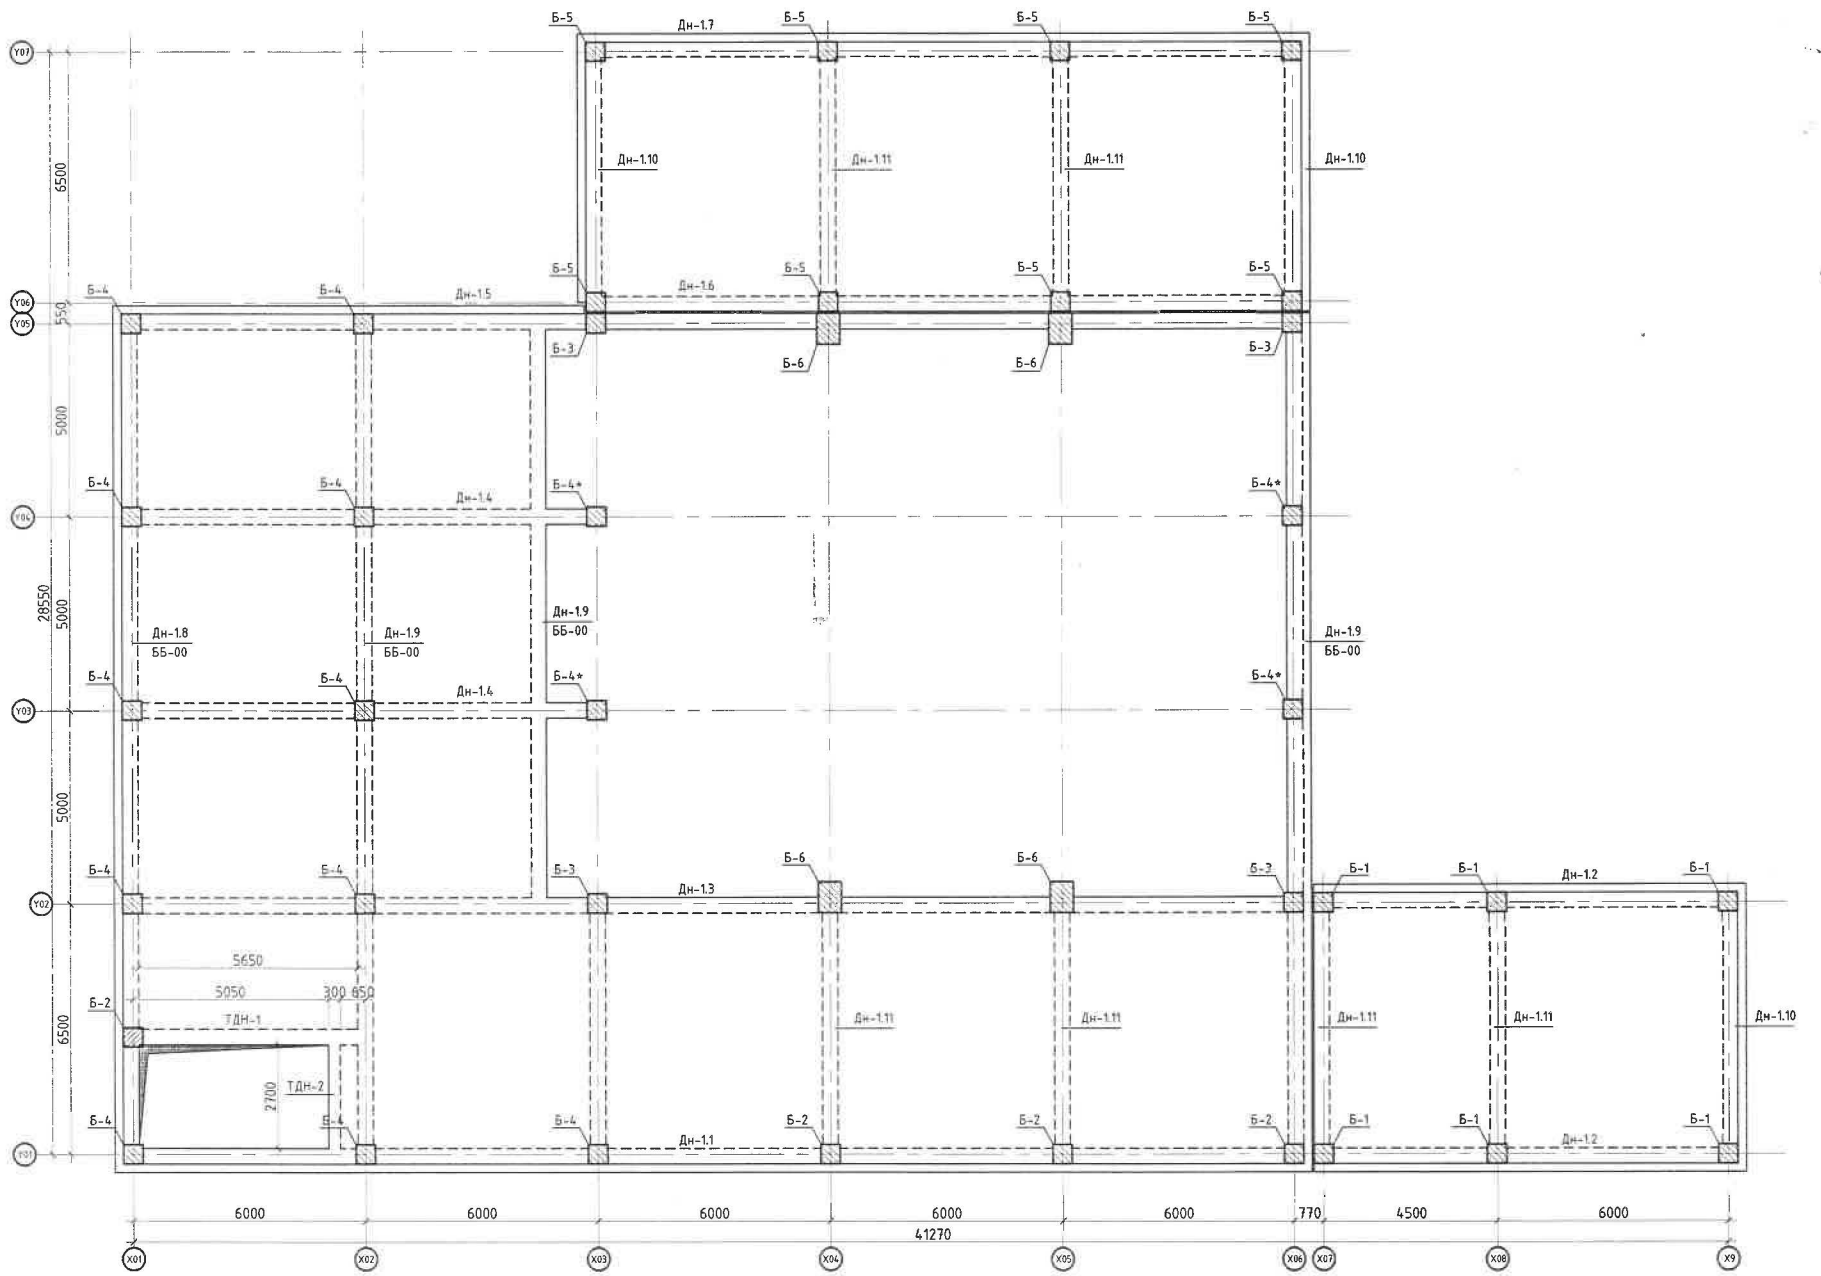 Б-5
Дн-1.7
Б-5
Б-5
Б-5
Y07
6500
Дн-1.10
Дн-1.11
Дн-1.11
Дн-1.10
Б-5
Б-5
Б-5
Б-5
Б-4
Б-4
Дн-1.5
Дн-1.6
Y06
550
Y05
Б-3
Б-6
Б-6
Б-3
5000
Б-4
Б-4
Дн-1.4
Б-4*
Б-4*
Y04
28550
5000
Дн-1.8
ББ-00
Дн-1.9
ББ-00
Дн-1.9
ББ-00
Дн-1.9
ББ-00
Б-4
Б-4
Дн-1.4
Б-4*
Б-4*
Y03
5000
Б-4
Б-4
Б-3
Дн-1.3
Б-6
Б-6
Б-3
Б-1
Б-1
Дн-1.2
Б-1
Y02
5650
5050
300
650
Б-2
ТДН-1
Дн-1.11
Дн-1.11
Дн-1.11
Дн-1.11
Дн-1.10
6500
2700
ТДН-2
Б-4
Б-4
Б-4
Дн-1.1
Б-2
Б-2
Б-2
Б-1
Б-1
Дн-1.2
Б-1
Y01
6000
6000
6000
6000
6000
770
4500
6000
41270
X01
X02
X03
X04
X05
X06
X07
X08
X9